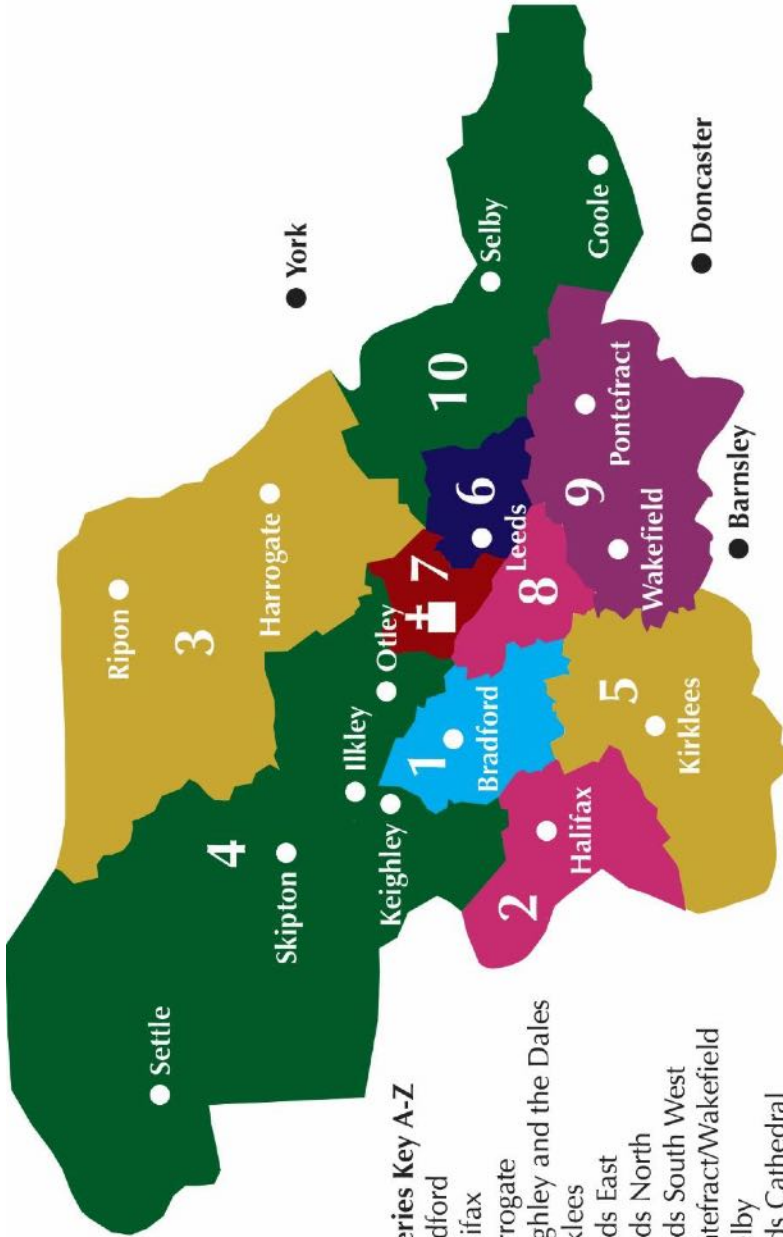 Settle
4
Skipton
3
Ripon
Harrogate
York
Keighley
Ilkley
Otley
7
10
Selby
1
Bradford
6
Leeds
2
Halifax
8
9
Goole
5
Kirklees
Wakefield
Pontefract
Barnsley
Doncaster
eries Key A-Z
dford
ifax
rrogate
ghley and the Dales
klees
ds East
ds North
ds South West
ntefract/Wakefield
lby
ds Cathedral